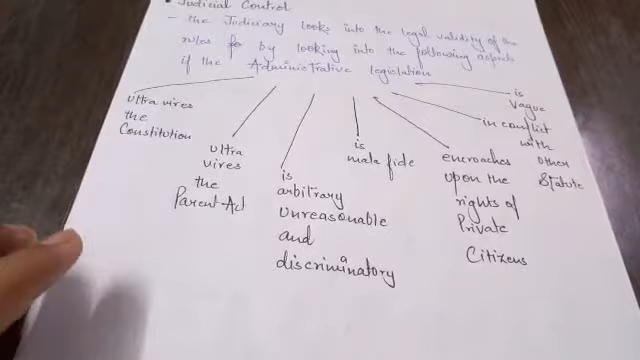 • Judicial Control
- the Judiciary looks into the legal validity of the
rules by looking into the following aspects
if the Administrative legislation
ultra vires
the
Constitution
ultra
vires
the
Parent Act
is
arbitrary
unreasonable
and
discriminatory
is
mala fide
encroaches
upon the
rights of
Private
Citizens
in conflict
with
other
Statute
is
Vague